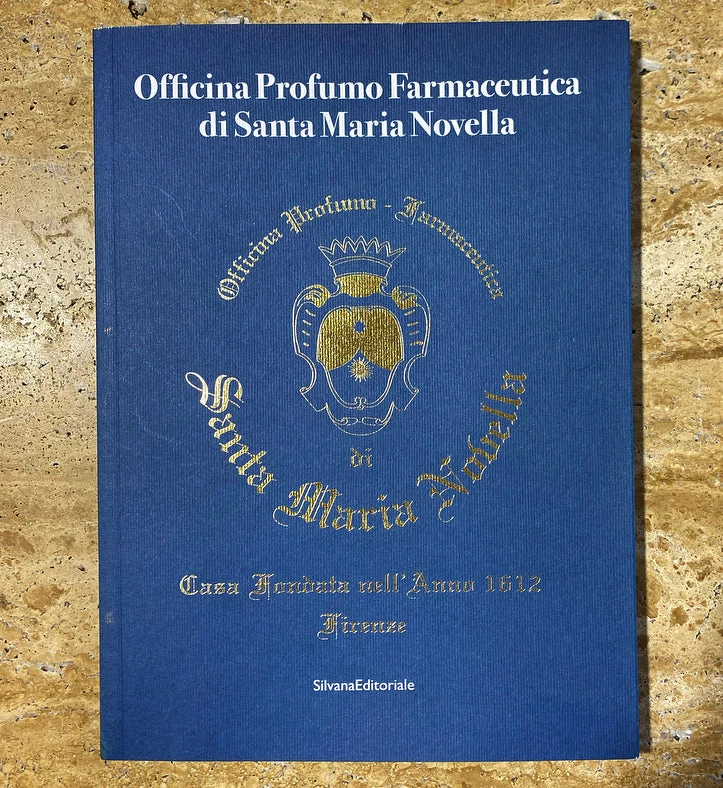 Officina Profumo Farmaceutica
di Santa Maria Novella
Officina Profumo - Farmaceutica
di
Santa Maria Novella
Casa Fondata nell'Anno 1612
Firenze
SilvanaEditoriale